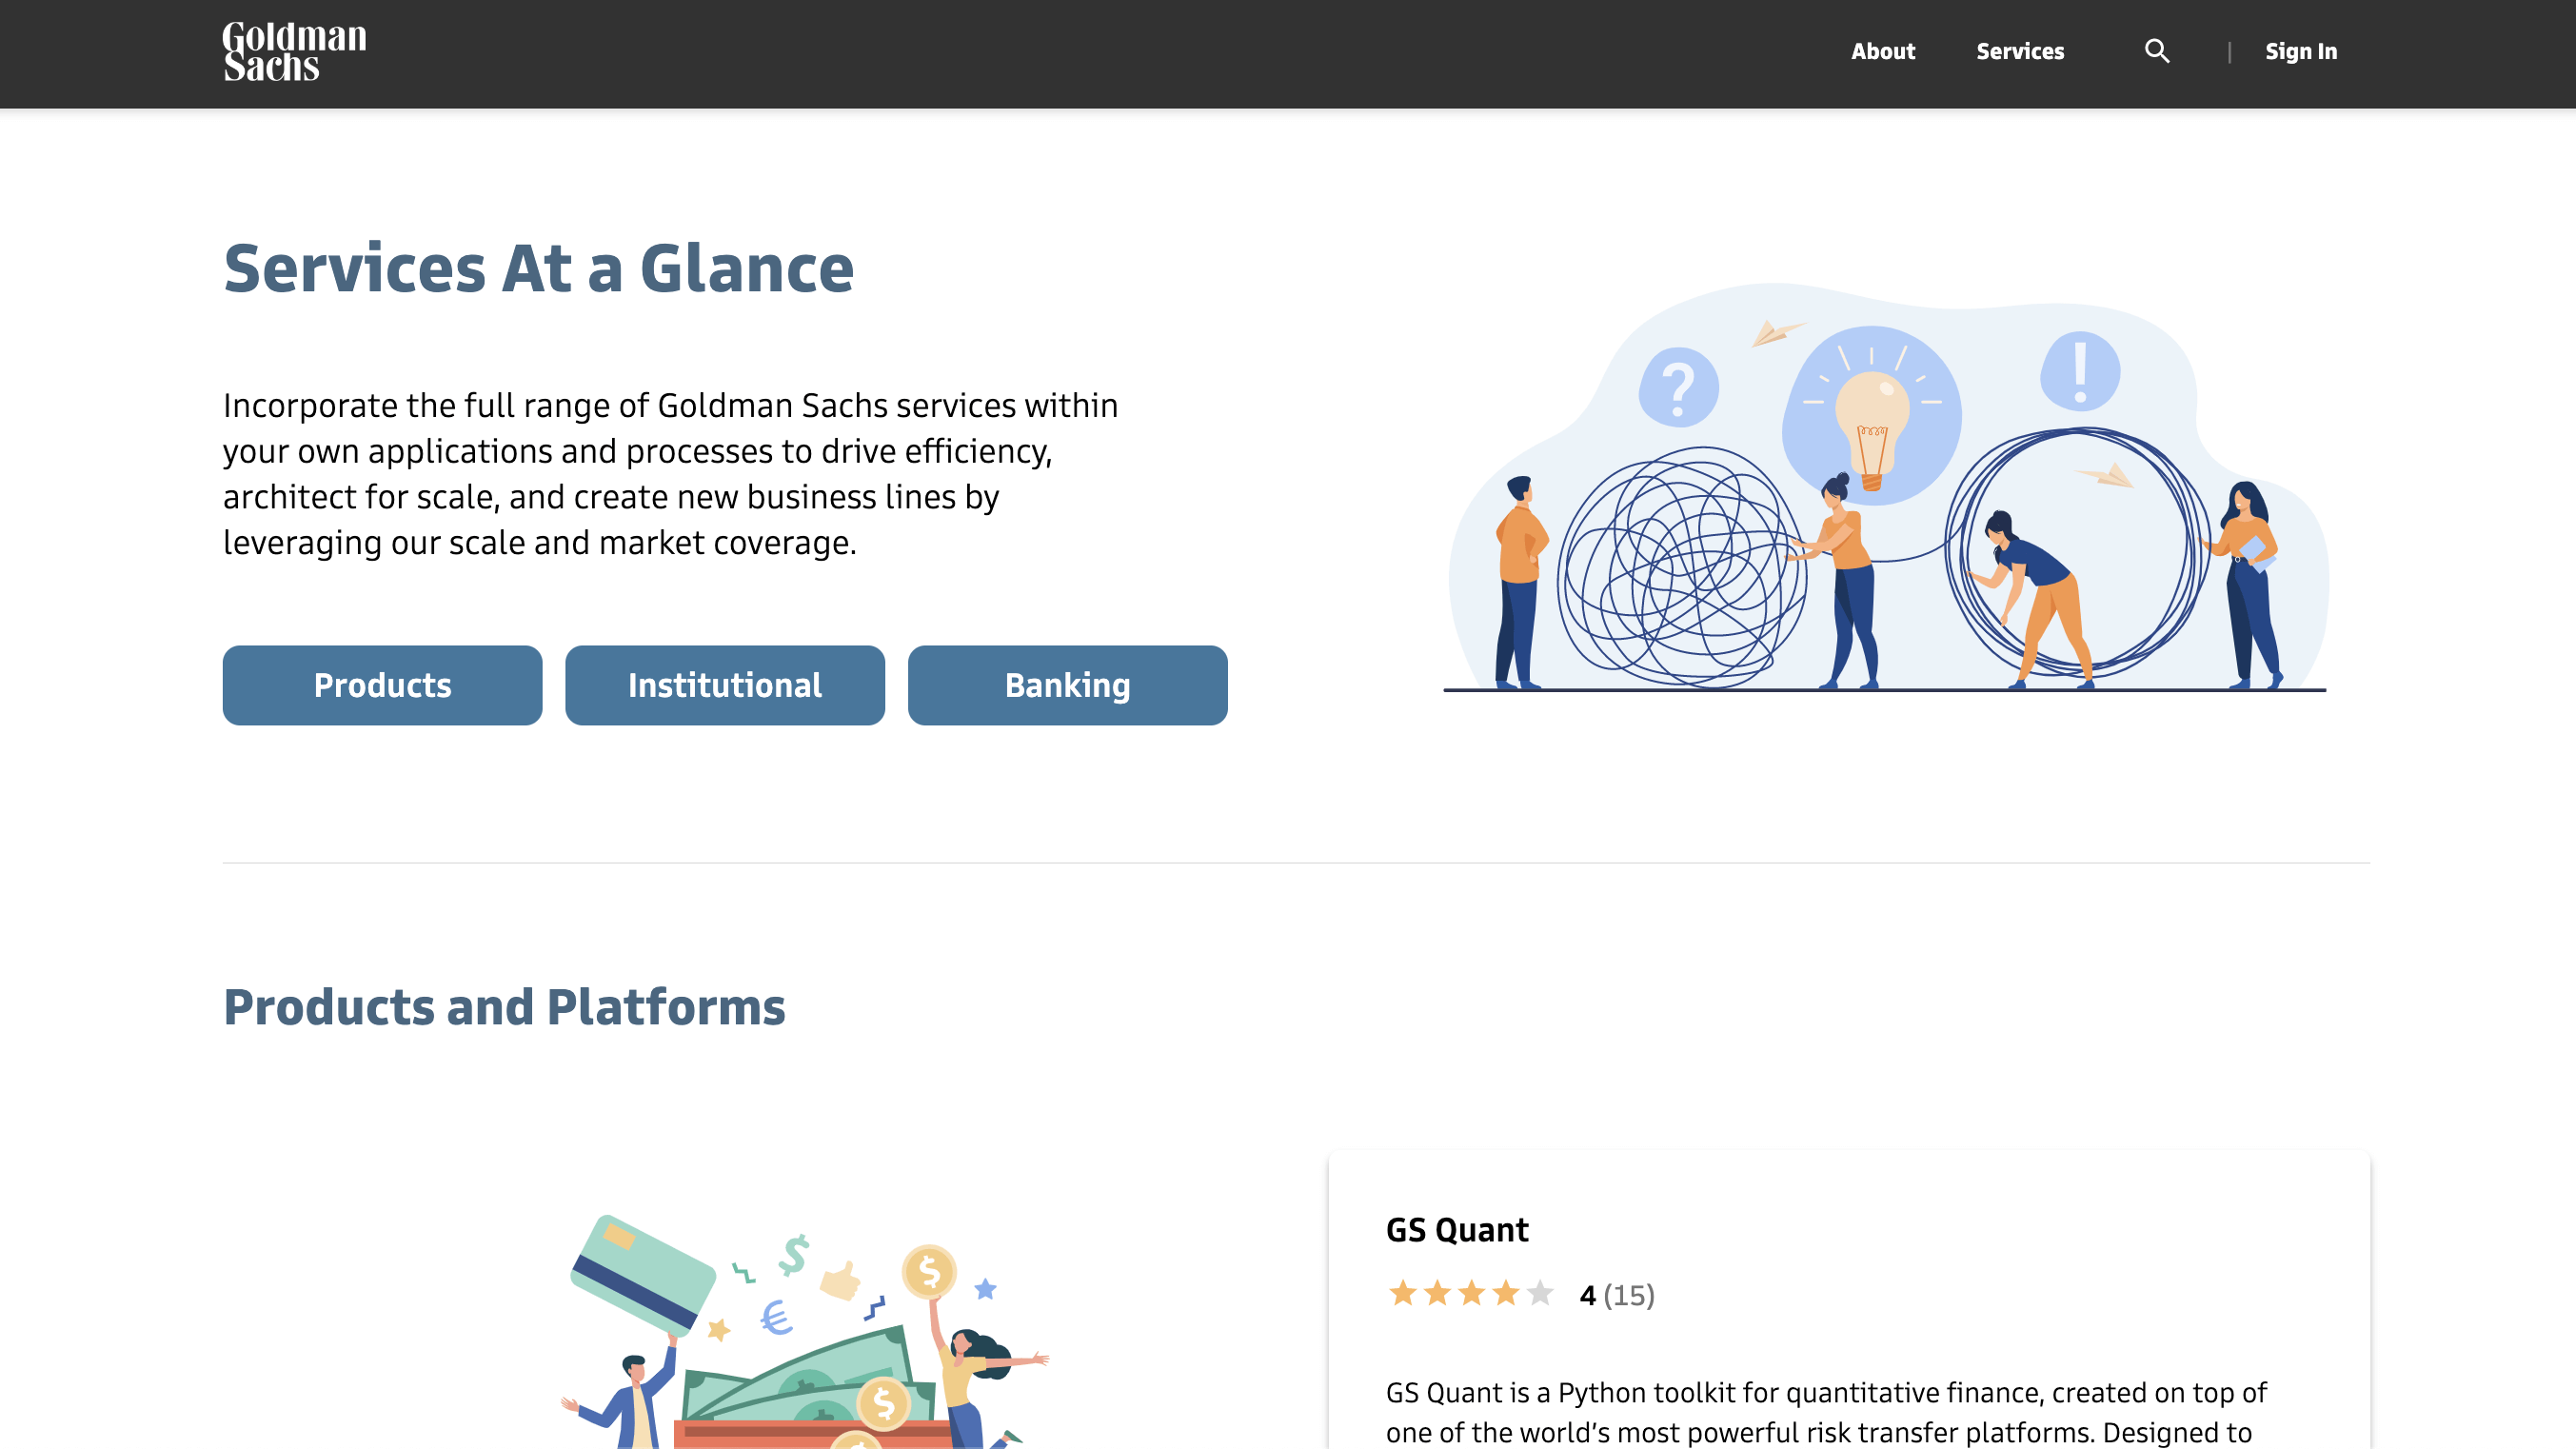 Goldman
Sachs
About
Services
|
Sign In
Services At a Glance
Incorporate the full range of Goldman Sachs services within
your own applications and processes to drive efficiency,
architect for scale, and create new business lines by
leveraging our scale and market coverage.
Products
Institutional
Banking
?
!
Products and Platforms
$
€
$
$
GS Quant
4 (15)
GS Quant is a Python toolkit for quantitative finance, created on top of
one of the world’s most powerful risk transfer platforms. Designed to